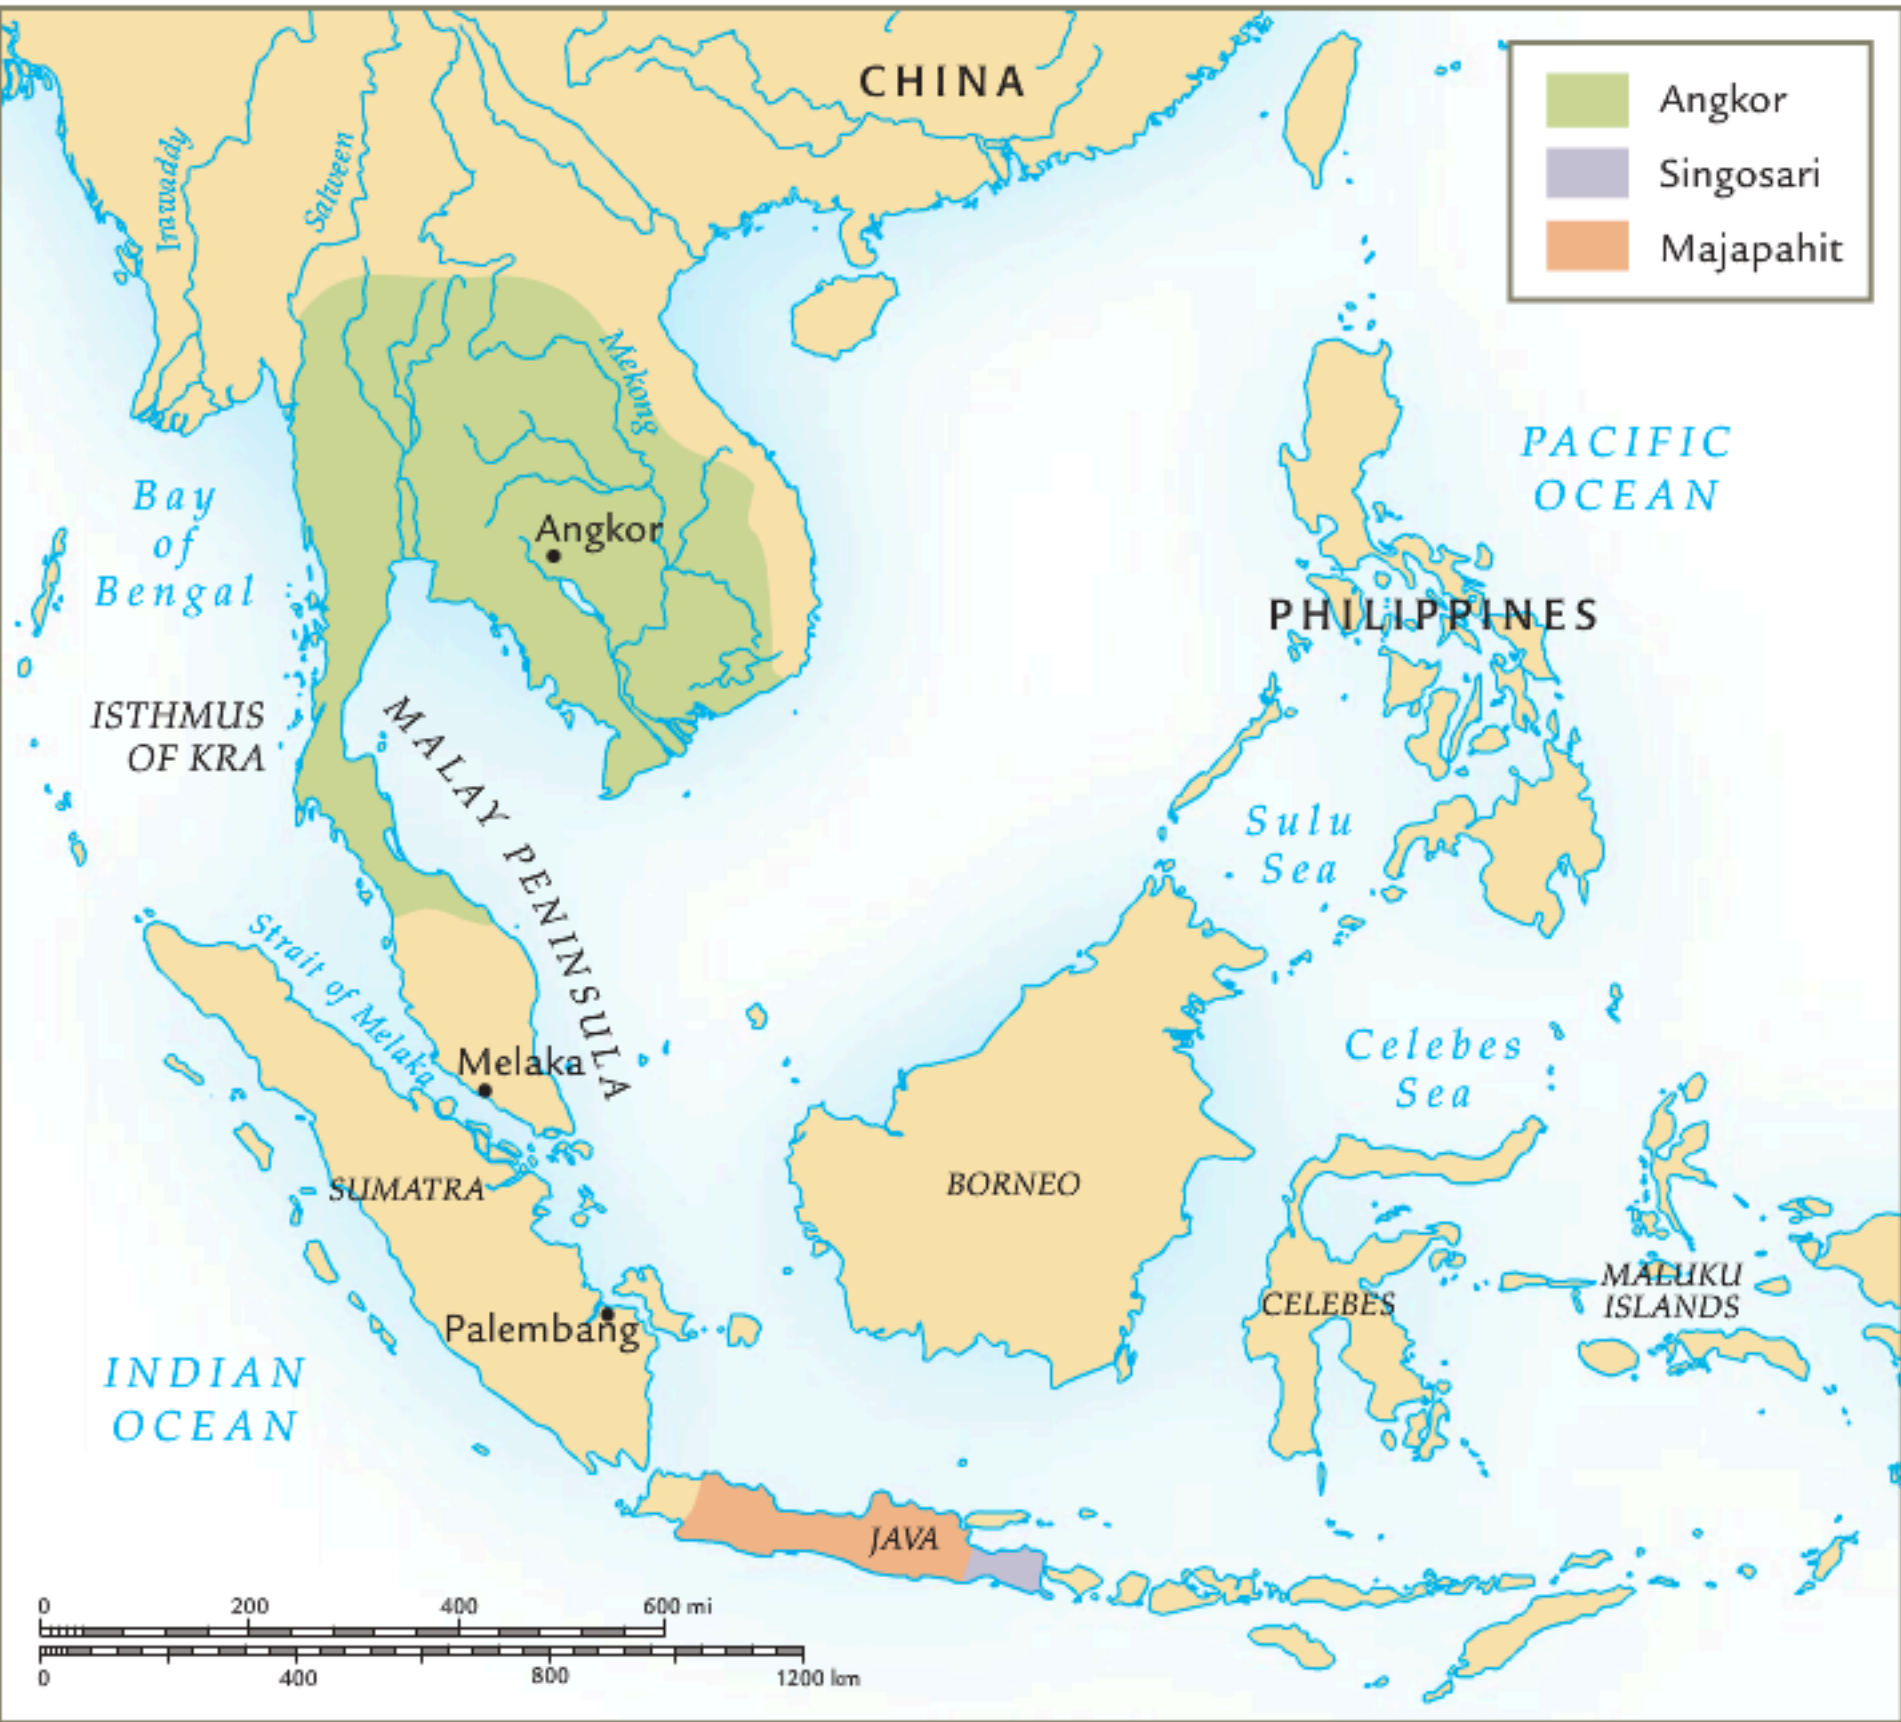 CHINA
Angkor
Singosari
Majapahit
Irawaddy
Salween
Mekong
Bay
of
Bengal
Angkor
PACIFIC
OCEAN
PHILIPPINES
ISTHMUS
OF KRA
MALAY PENINSULA
Sulu
Sea
Strait of Melaka
Melaka
Celebes
Sea
SUMATRA
BORNEO
Palembang
CELEBES
MALUKU
ISLANDS
INDIAN
OCEAN
JAVA
0 200 400 600 mi
0 400 800 1200 km